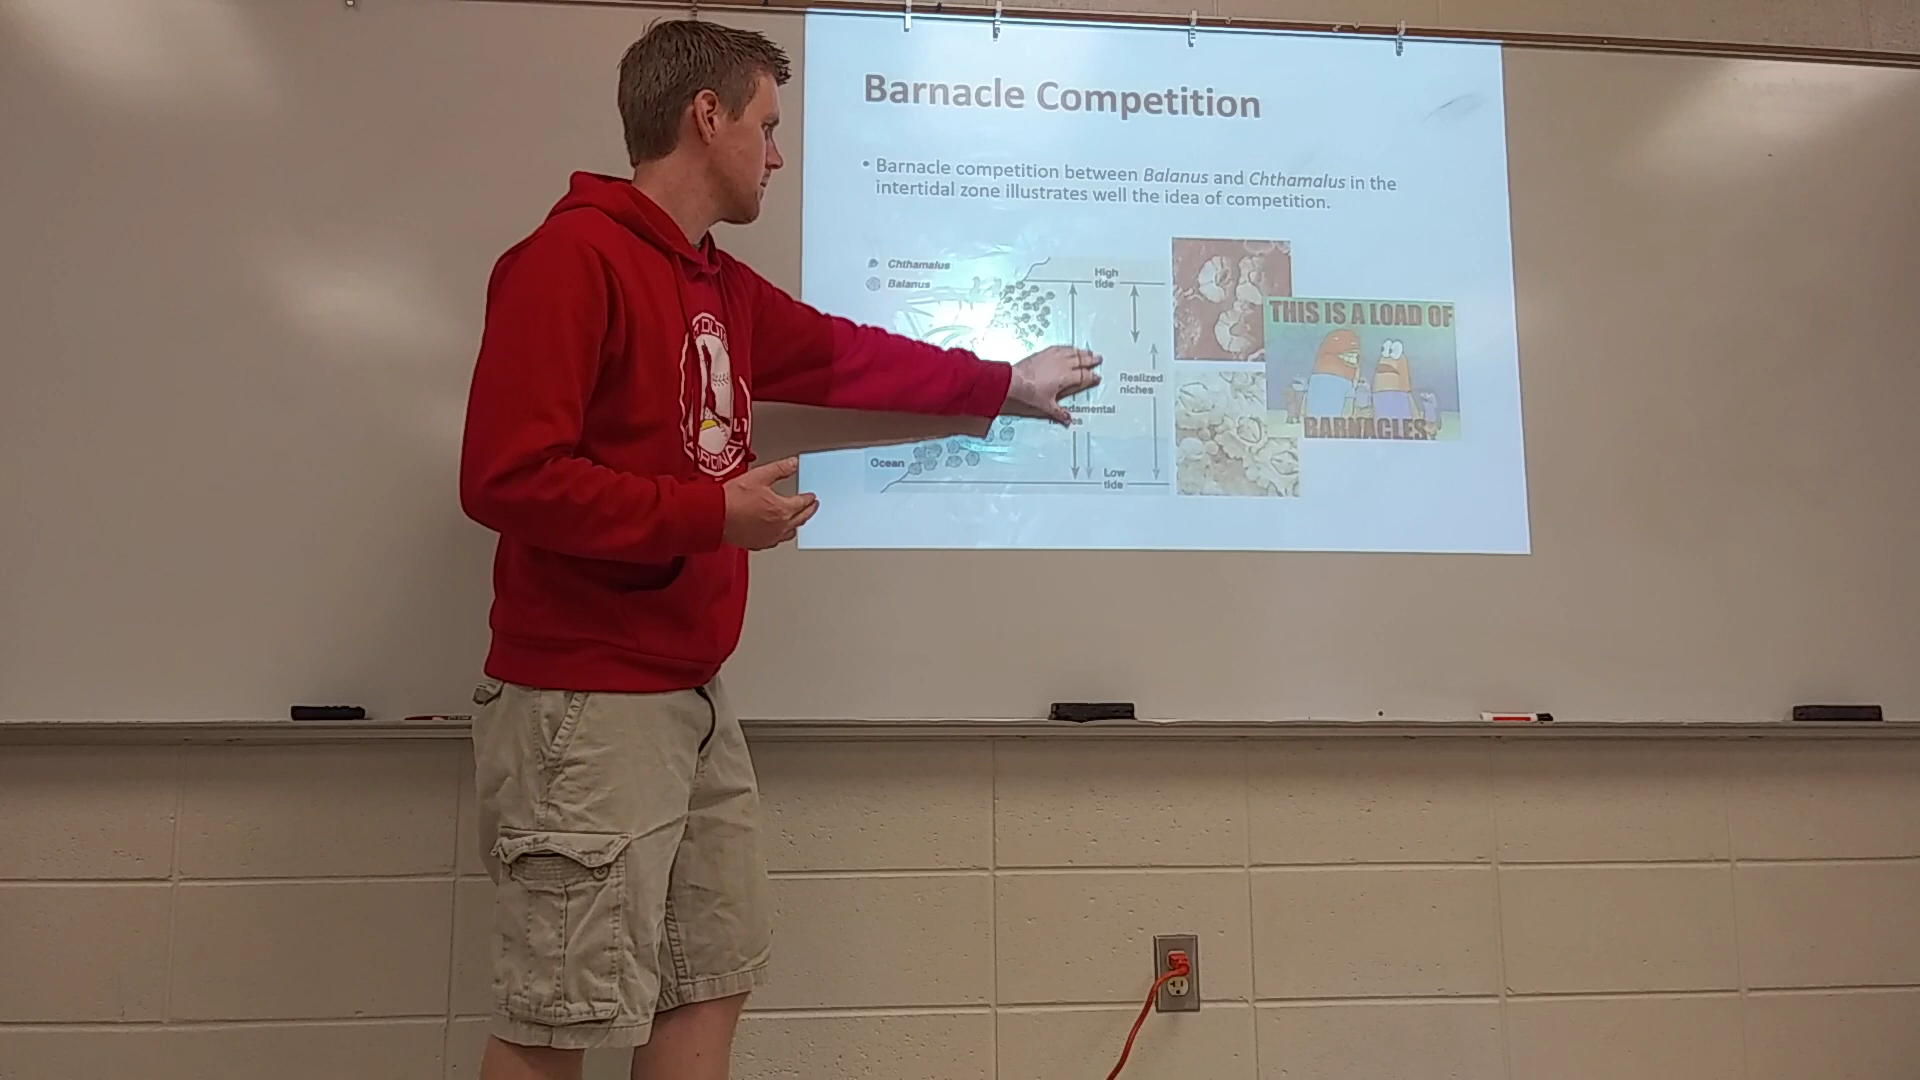 Barnacle Competition
• Barnacle competition between Balanus and Chthamalus in the
intertidal zone illustrates well the idea of competition.
Chthamalus
Balanus
High
tide
Realized
niches
Ocean
Low
tide
THIS IS A LOAD OF
BARNACLES.